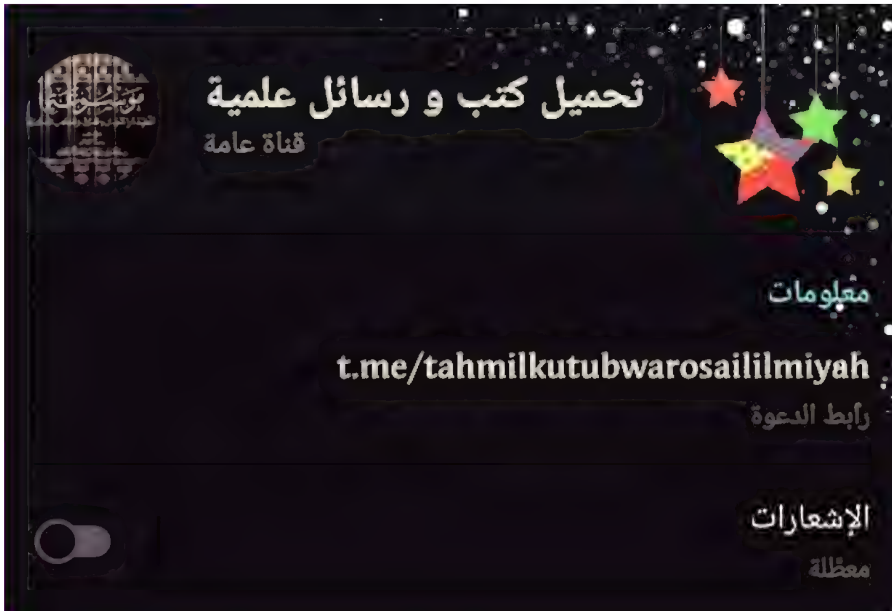 تحميل كتب و رسائل علمية
قناة عامة
معلومات
t.me/tahmilkutubwarosaililmiyah
رابط الدعوة
الإشعارات
معطلة